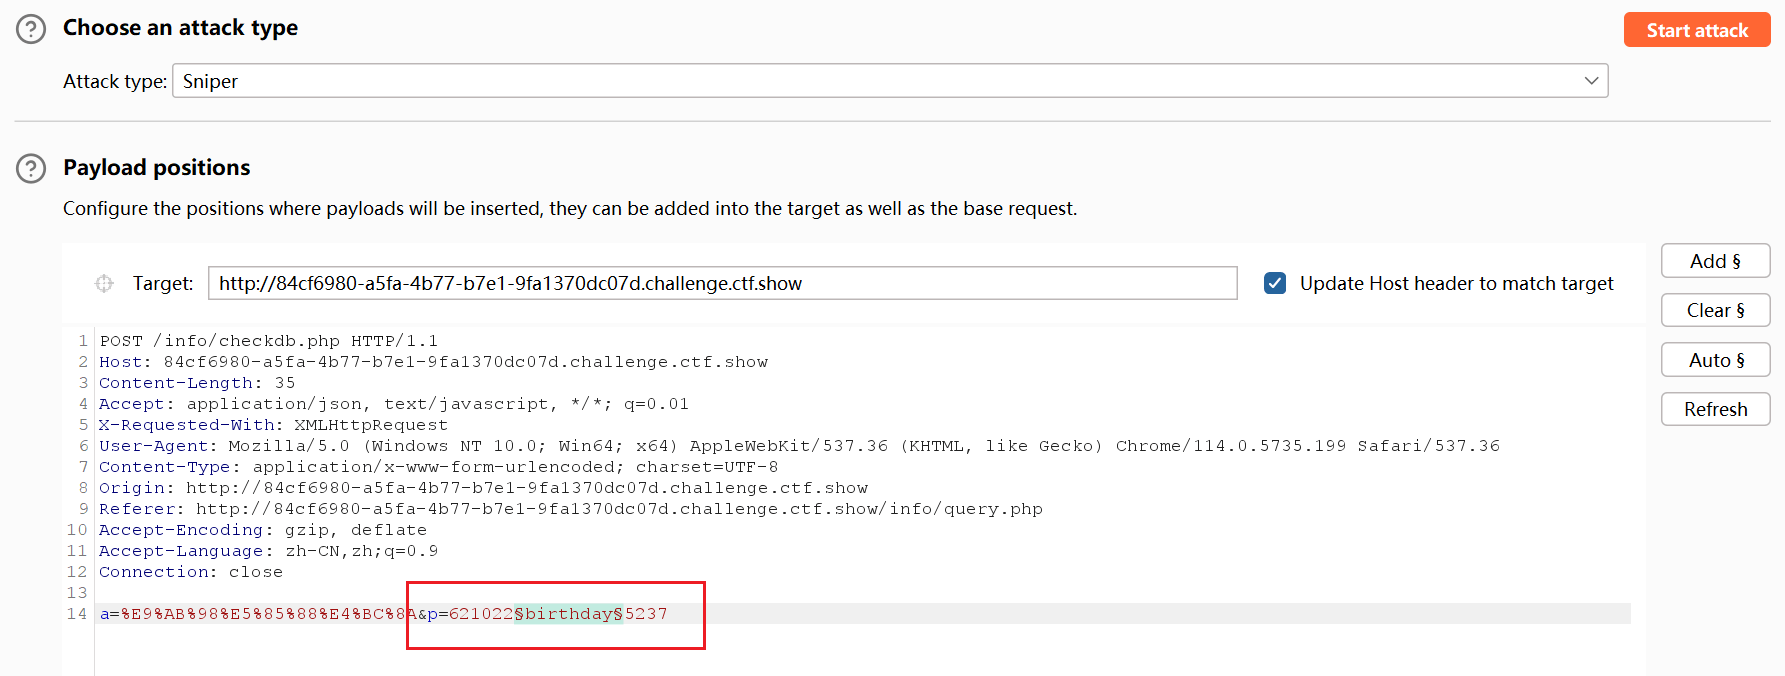 Choose an attack type
Start attack
Attack type: Sniper
Payload positions
Configure the positions where payloads will be inserted, they can be added into the target as well as the base request.
Target: http://84cf6980-a5fa-4b77-b7e1-9fa1370dc07d.challenge.ctf.show
Update Host header to match target
Add §
Clear §
Auto §
Refresh
1 POST /info/checkdb.php HTTP/1.1
2 Host: 84cf6980-a5fa-4b77-b7e1-9fa1370dc07d.challenge.ctf.show
3 Content-Length: 35
4 Accept: application/json, text/javascript, */*; q=0.01
5 X-Requested-With: XMLHttpRequest
6 User-Agent: Mozilla/5.0 (Windows NT 10.0; Win64; x64) AppleWebKit/537.36 (KHTML, like Gecko) Chrome/114.0.5735.199 Safari/537.36
7 Content-Type: application/x-www-form-urlencoded; charset=UTF-8
8 Origin: http://84cf6980-a5fa-4b77-b7e1-9fa1370dc07d.challenge.ctf.show
9 Referer: http://84cf6980-a5fa-4b77-b7e1-9fa1370dc07d.challenge.ctf.show/info/query.php
10 Accept-Encoding: gzip, deflate
11 Accept-Language: zh-CN,zh;q=0.9
12 Connection: close
13
14 a=%E9%AB%98%E5%85%88%E4%BC%8A&p=621022§birthday§5237